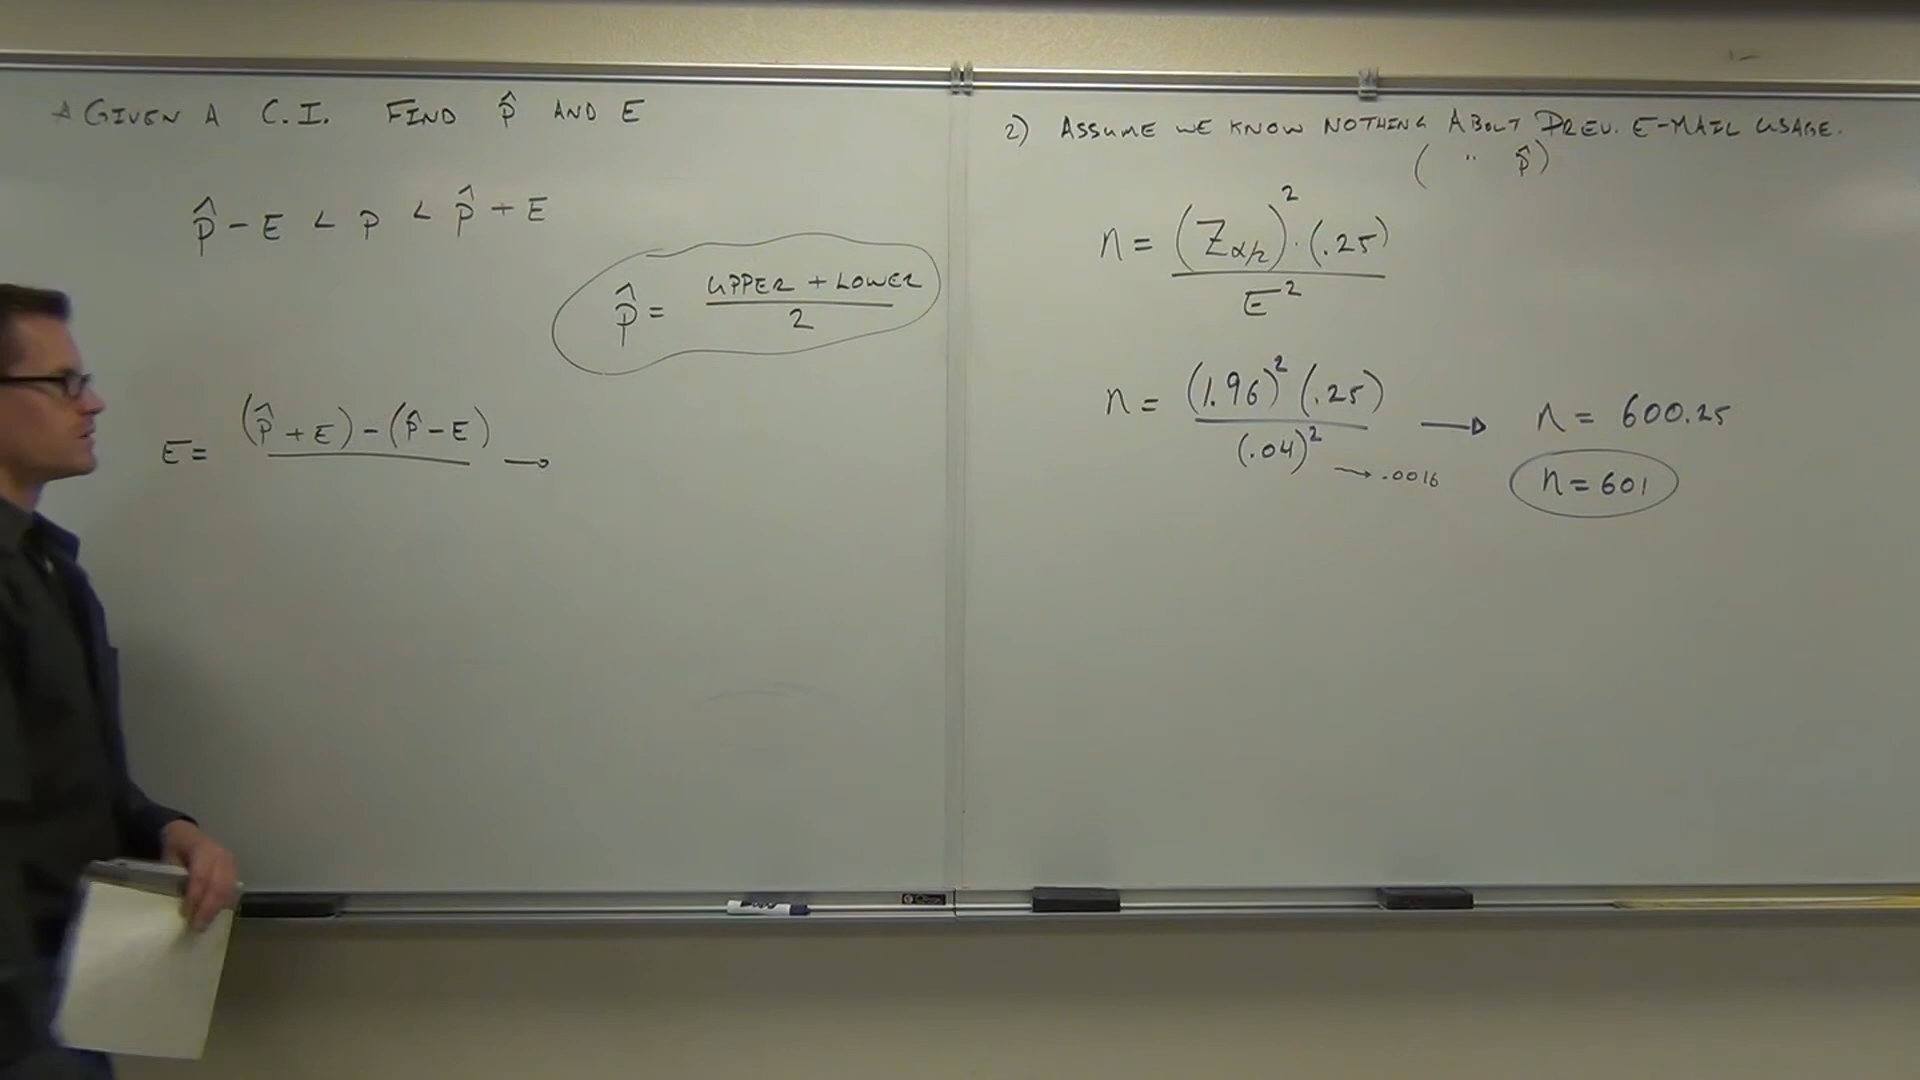 GIVEN A C.I. FIND p̂ AND E
p̂ - E < p < p̂ + E
p̂ = UPPER + LOWER / 2
E = (p̂ + E) - (p̂ - E) →
2) ASSUME WE KNOW NOTHING ABOUT PREV. E-MAIL USAGE.
( " p̂ )
n = (Zα/2)² · (.25) / E²
n = (1.96)² (.25) / (.04)² → n = 600.25
→ .0016
n = 601